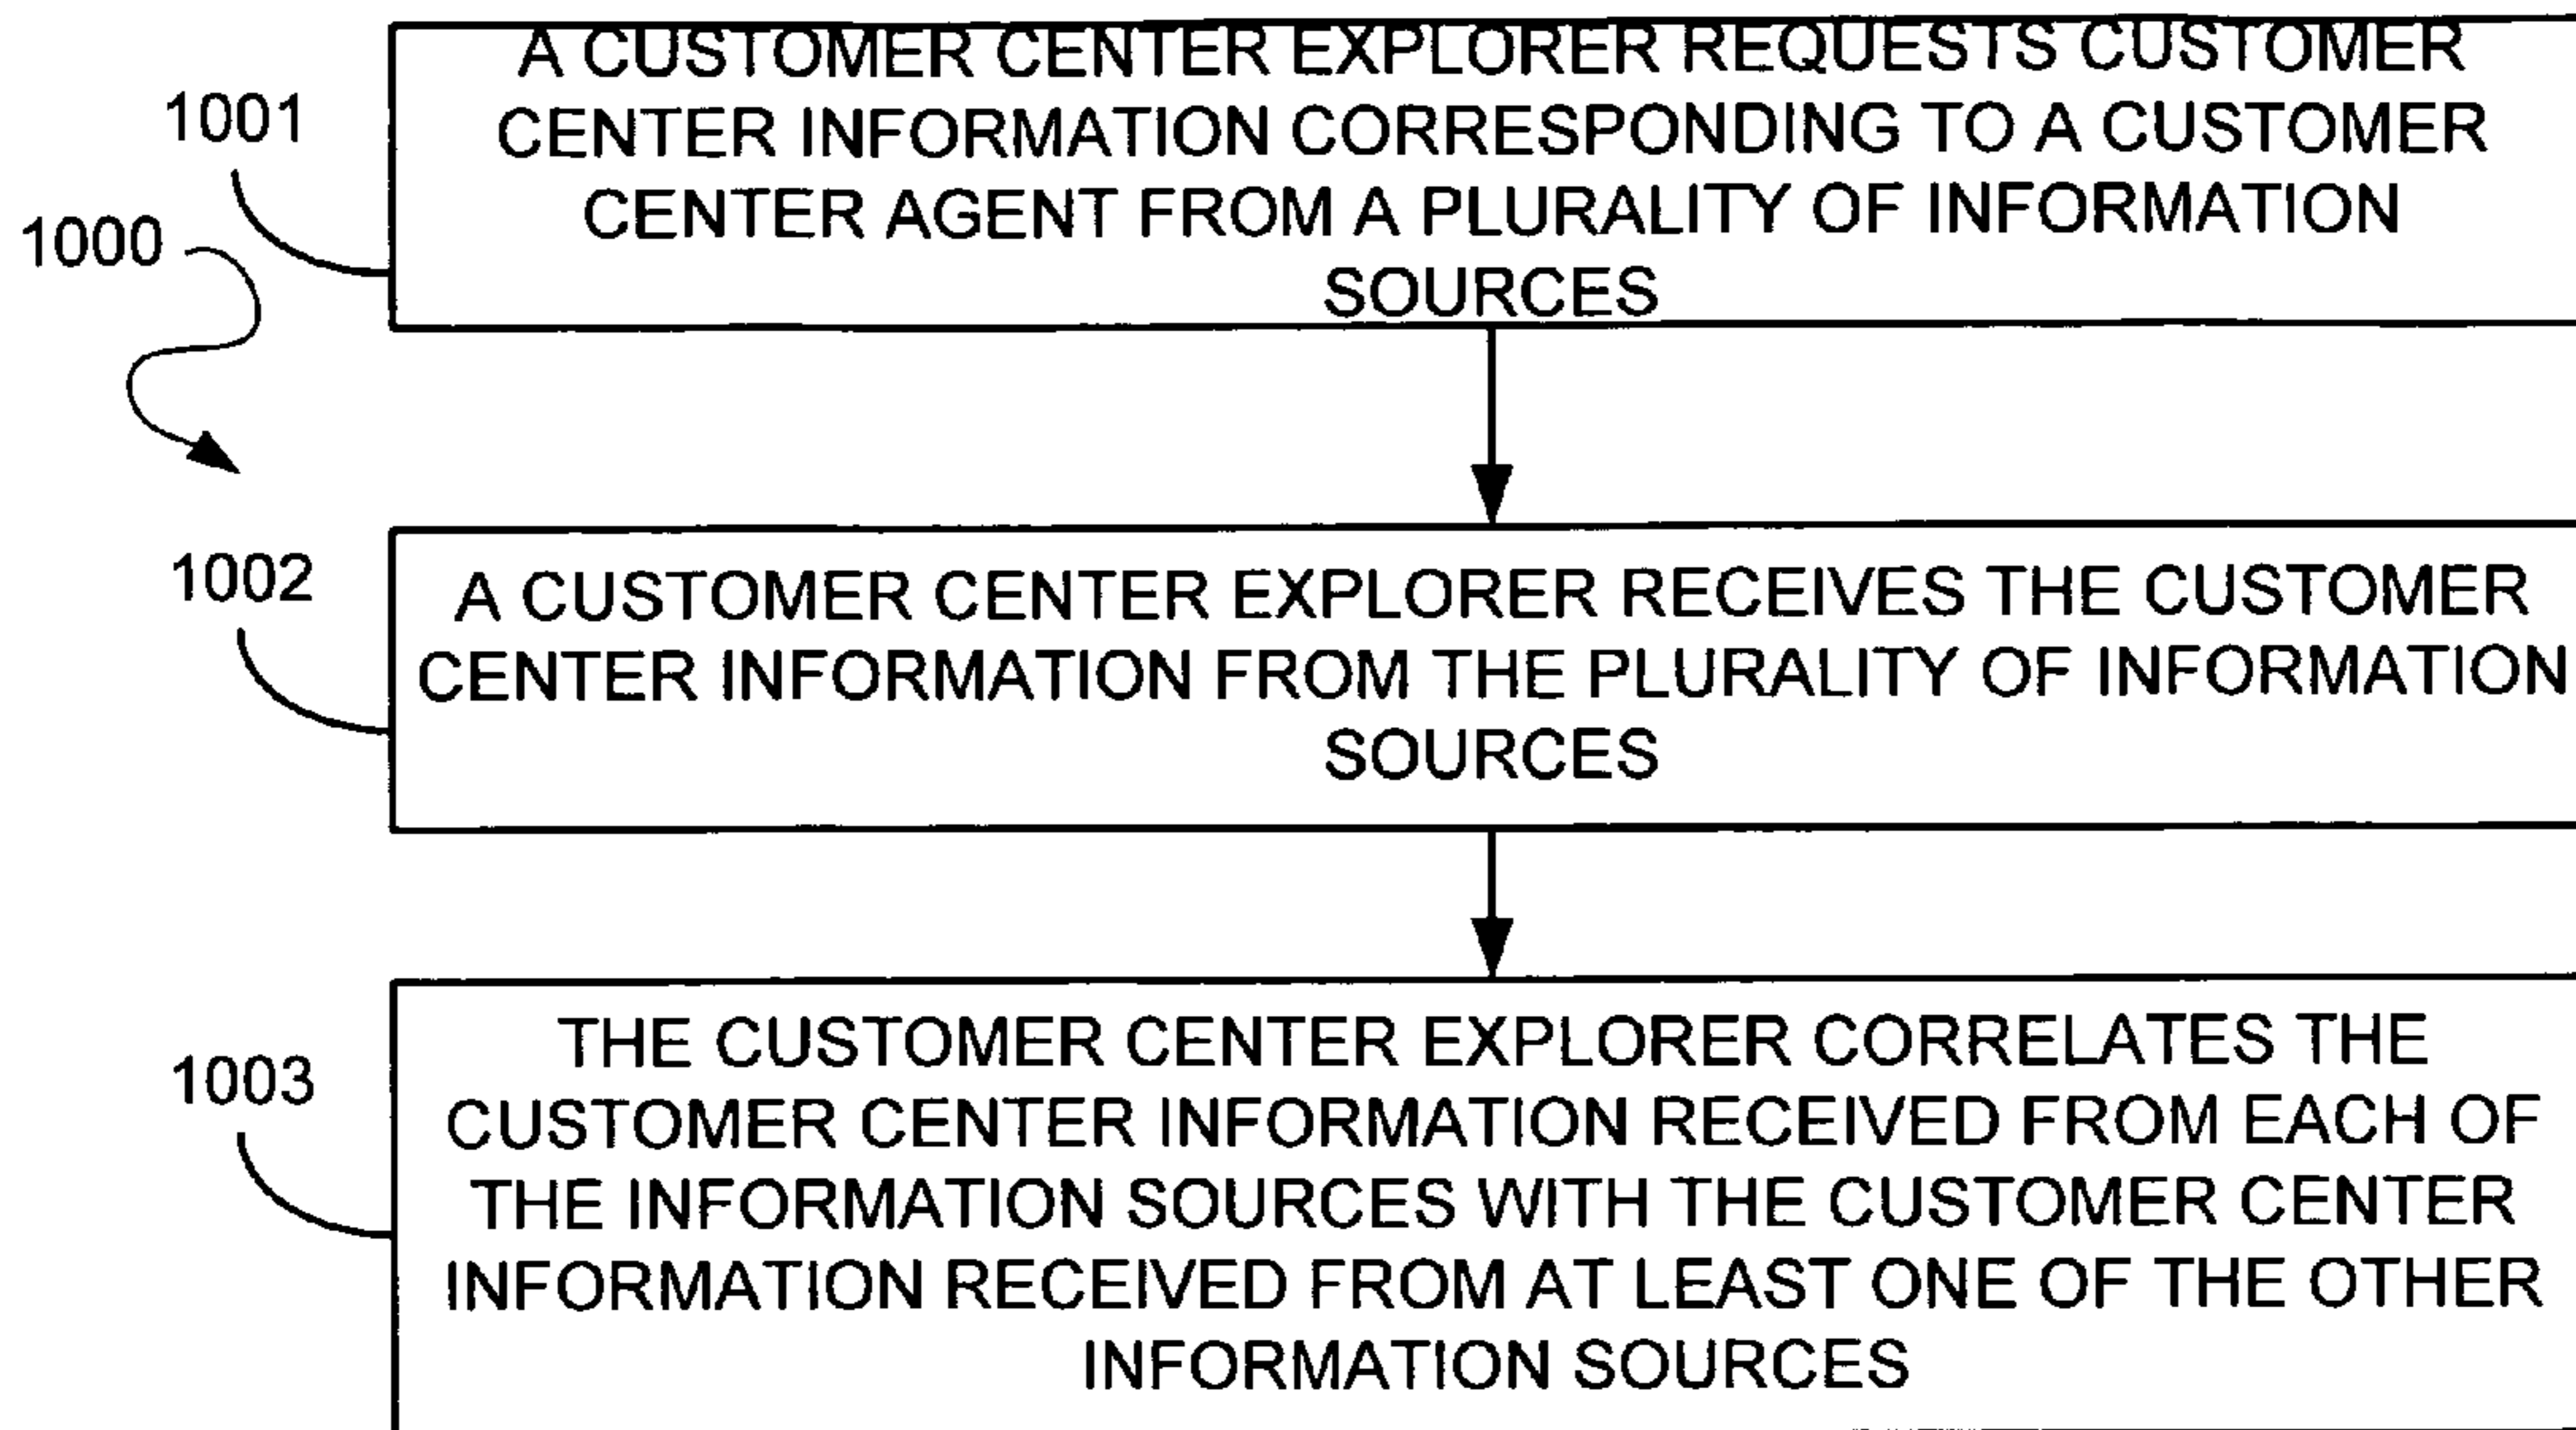 A CUSTOMER CENTER EXPLORER REQUESTS CUSTOMER
CENTER INFORMATION CORRESPONDING TO A CUSTOMER
CENTER AGENT FROM A PLURALITY OF INFORMATION
SOURCES
1001
1000
1002
A CUSTOMER CENTER EXPLORER RECEIVES THE CUSTOMER
CENTER INFORMATION FROM THE PLURALITY OF INFORMATION
SOURCES
1003
THE CUSTOMER CENTER EXPLORER CORRELATES THE
CUSTOMER CENTER INFORMATION RECEIVED FROM EACH OF
THE INFORMATION SOURCES WITH THE CUSTOMER CENTER
INFORMATION RECEIVED FROM AT LEAST ONE OF THE OTHER
INFORMATION SOURCES